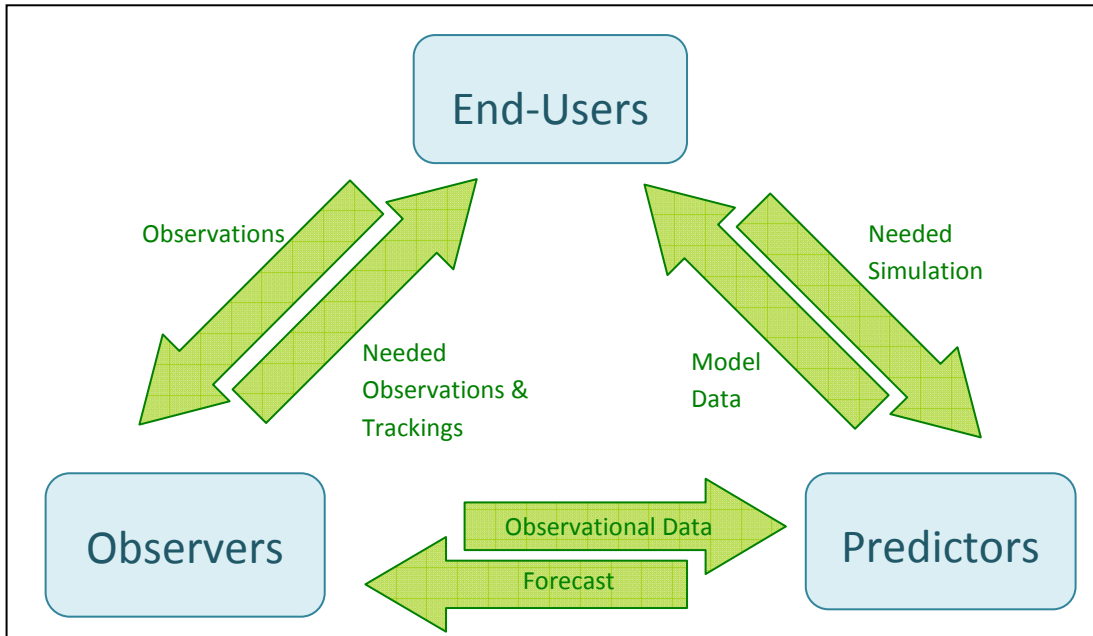 End-Users
Observations
Needed
Simulation
Needed
Observations &
Trackings
Model
Data
Observers
Observational Data
Forecast
Predictors